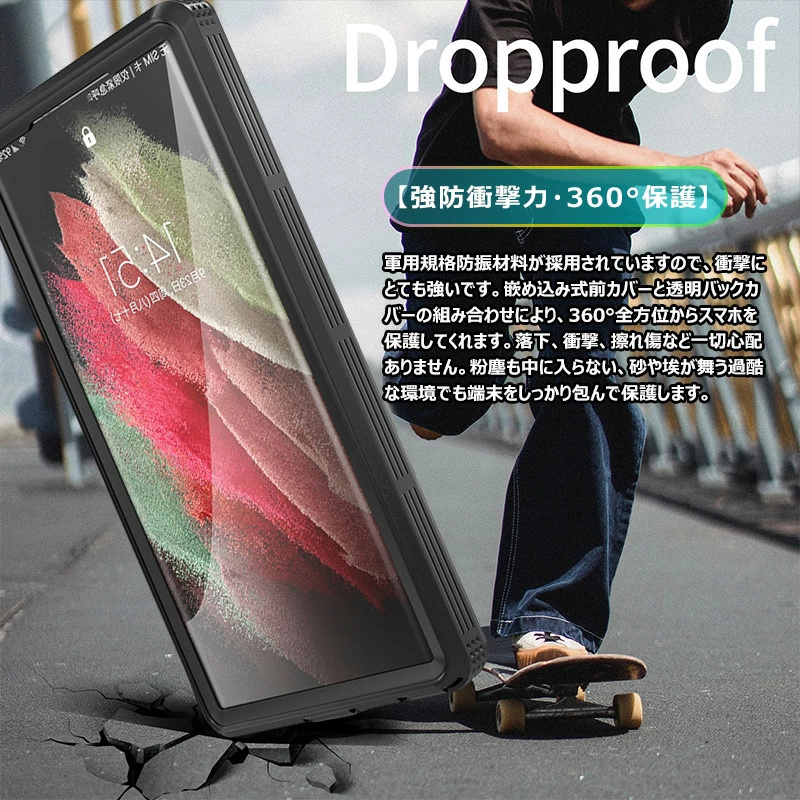 Dropproof
【強防衝撃力·360°保護】
軍用規格防振材料が採用されていますので、衝撃に
とても強いです。嵌め込み式前カバーと透明バックカ
バーの組み合わせにより、360°全方位からスマホを
保護してくれます。落下、衝撃、擦れ傷など一切心配
ありません。粉塵も中に入らない、砂や埃が舞う過酷
な環境でも端末をしっかり包んで保護します。
14:51